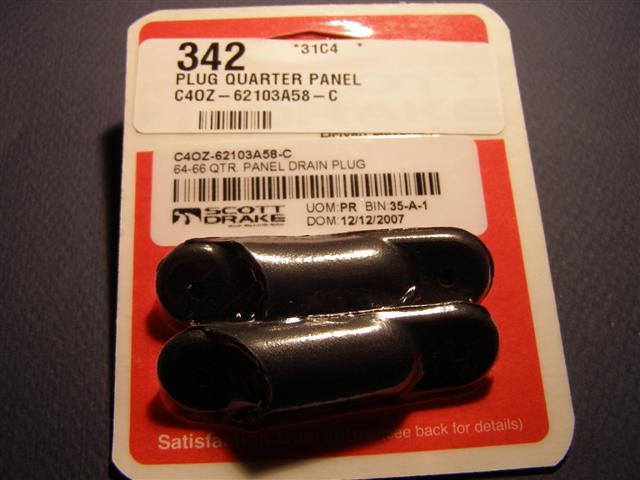 342 *31C4 *
PLUG QUARTER PANEL
C4OZ-62103A58-C
C4OZ-62103A58-C
64-66 QTR. PANEL DRAIN PLUG
SCOTT DRAKE
UOM:PR BIN:35-A-1
DOM:12/12/2007
(see back for details)